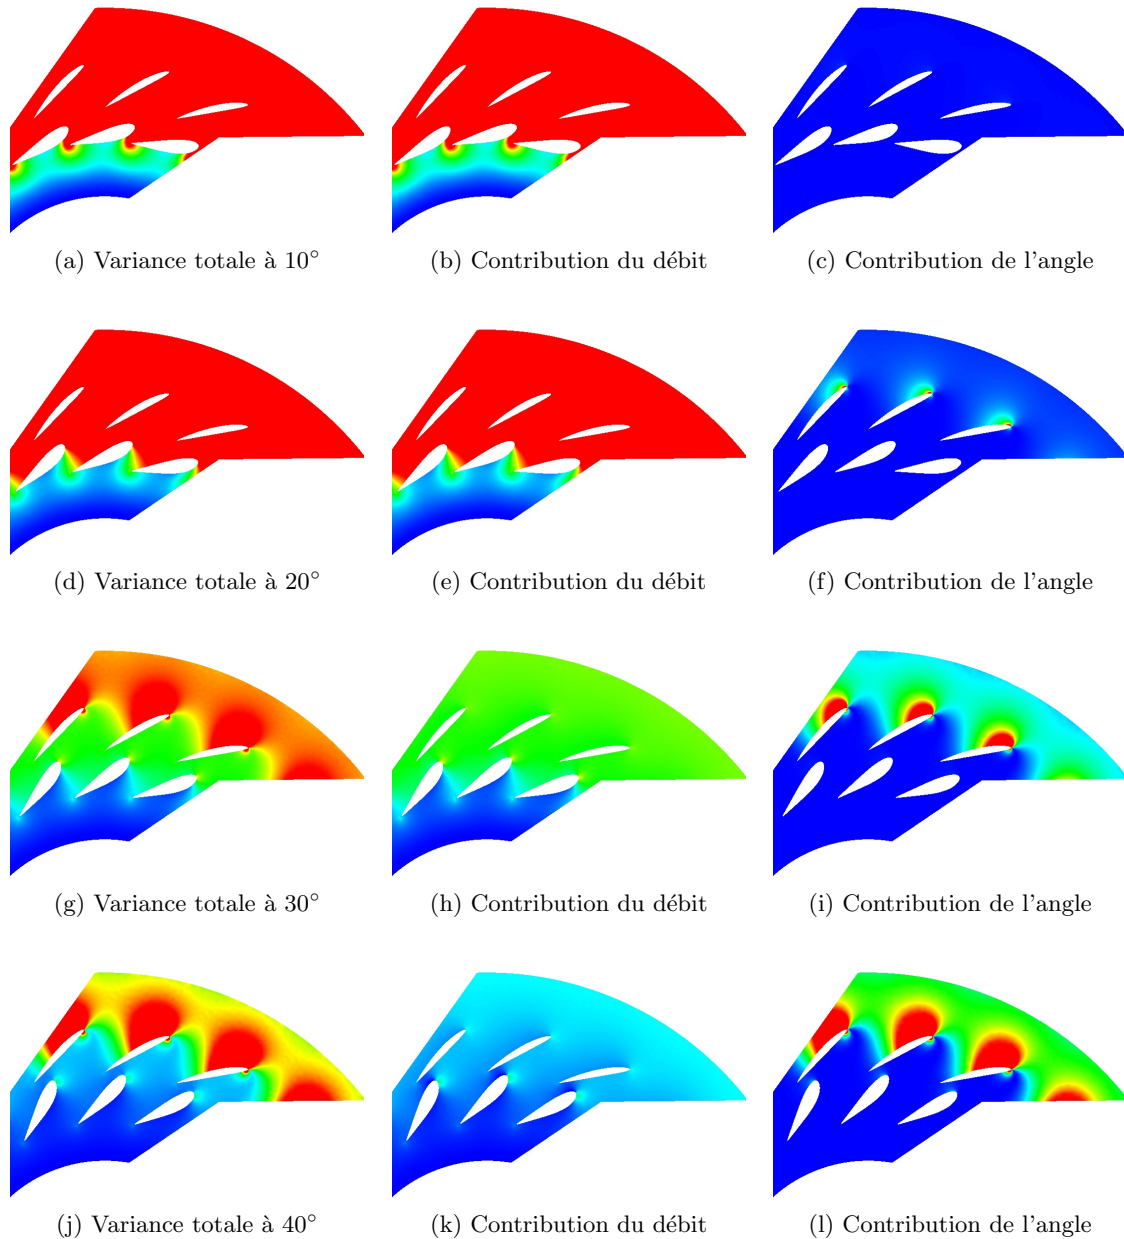 (a) Variance totale à 10°
(b) Contribution du débit
(c) Contribution de l'angle
(d) Variance totale à 20°
(e) Contribution du débit
(f) Contribution de l'angle
(g) Variance totale à 30°
(h) Contribution du débit
(i) Contribution de l'angle
(j) Variance totale à 40°
(k) Contribution du débit
(l) Contribution de l'angle